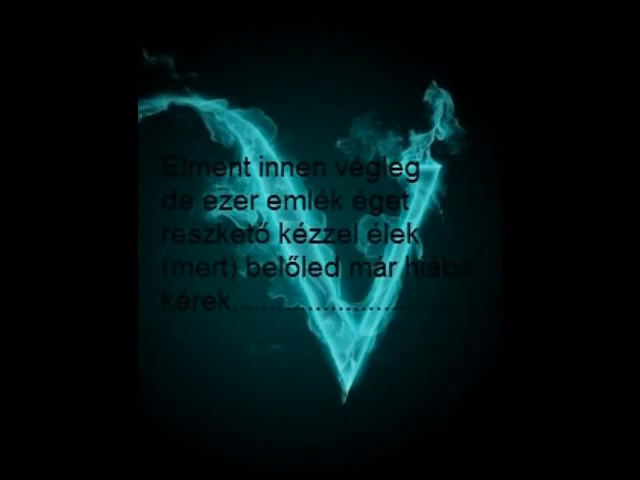 Elment innen végleg
de ezer emlék éget
reszkető kézzel élek
(mert) belőled már hiába
kérek.............................